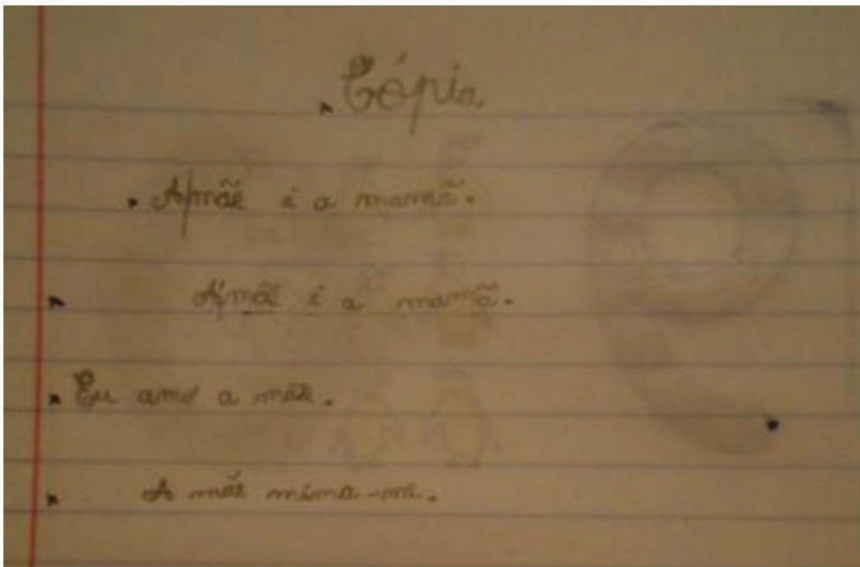 Cópia
A mãe é a mamã.
A mãe é a mamã.
Eu amo a mãe.
A mãe mima-me.